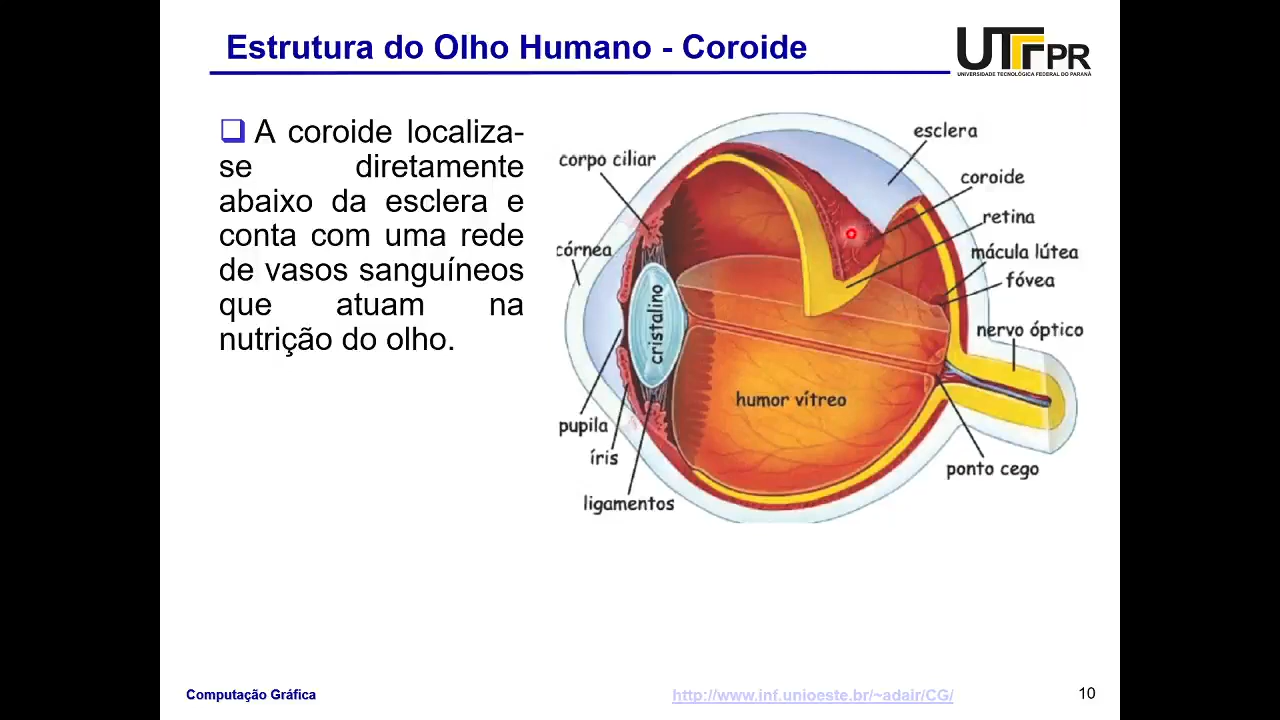 Estrutura do Olho Humano - Coroide
UTFPR
UNIVERSIDADE TECNOLÓGICA FEDERAL DO PARANÁ
A coroide localiza-
se diretamente
abaixo da esclera e
conta com uma rede
de vasos sanguíneos
que atuam na
nutrição do olho.
esclera
corpo ciliar
coroide
retina
córnea
mácula lútea
fóvea
cristalino
nervo óptico
humor vítreo
pupila
íris
ponto cego
ligamentos
Computação Gráfica
http://www.inf.unioeste.br/~adair/CG/
10